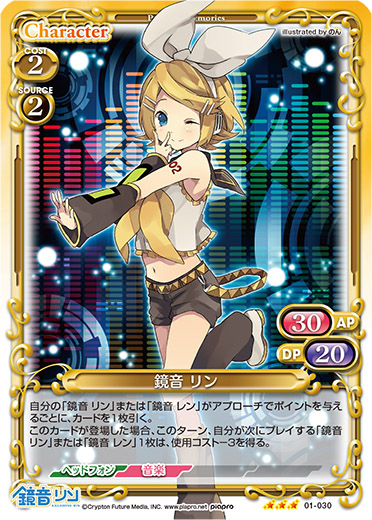 Character
illustrated by のん
COST
2
SOURCE
2
02
30 AP
DP 20
鏡音 リン
自分の「鏡音 リン」または「鏡音 レン」がアプローチでポイントを与え
るごとに、カードを1枚引く。
このカードが登場した場合、このターン、自分が次にプレイする「鏡音
リン」または「鏡音 レン」1枚は、使用コスト-3を得る。
ヘッドフォン 音楽
鏡音リン
©Crypton Future Media, INC. www.piapro.net piapro
01-030